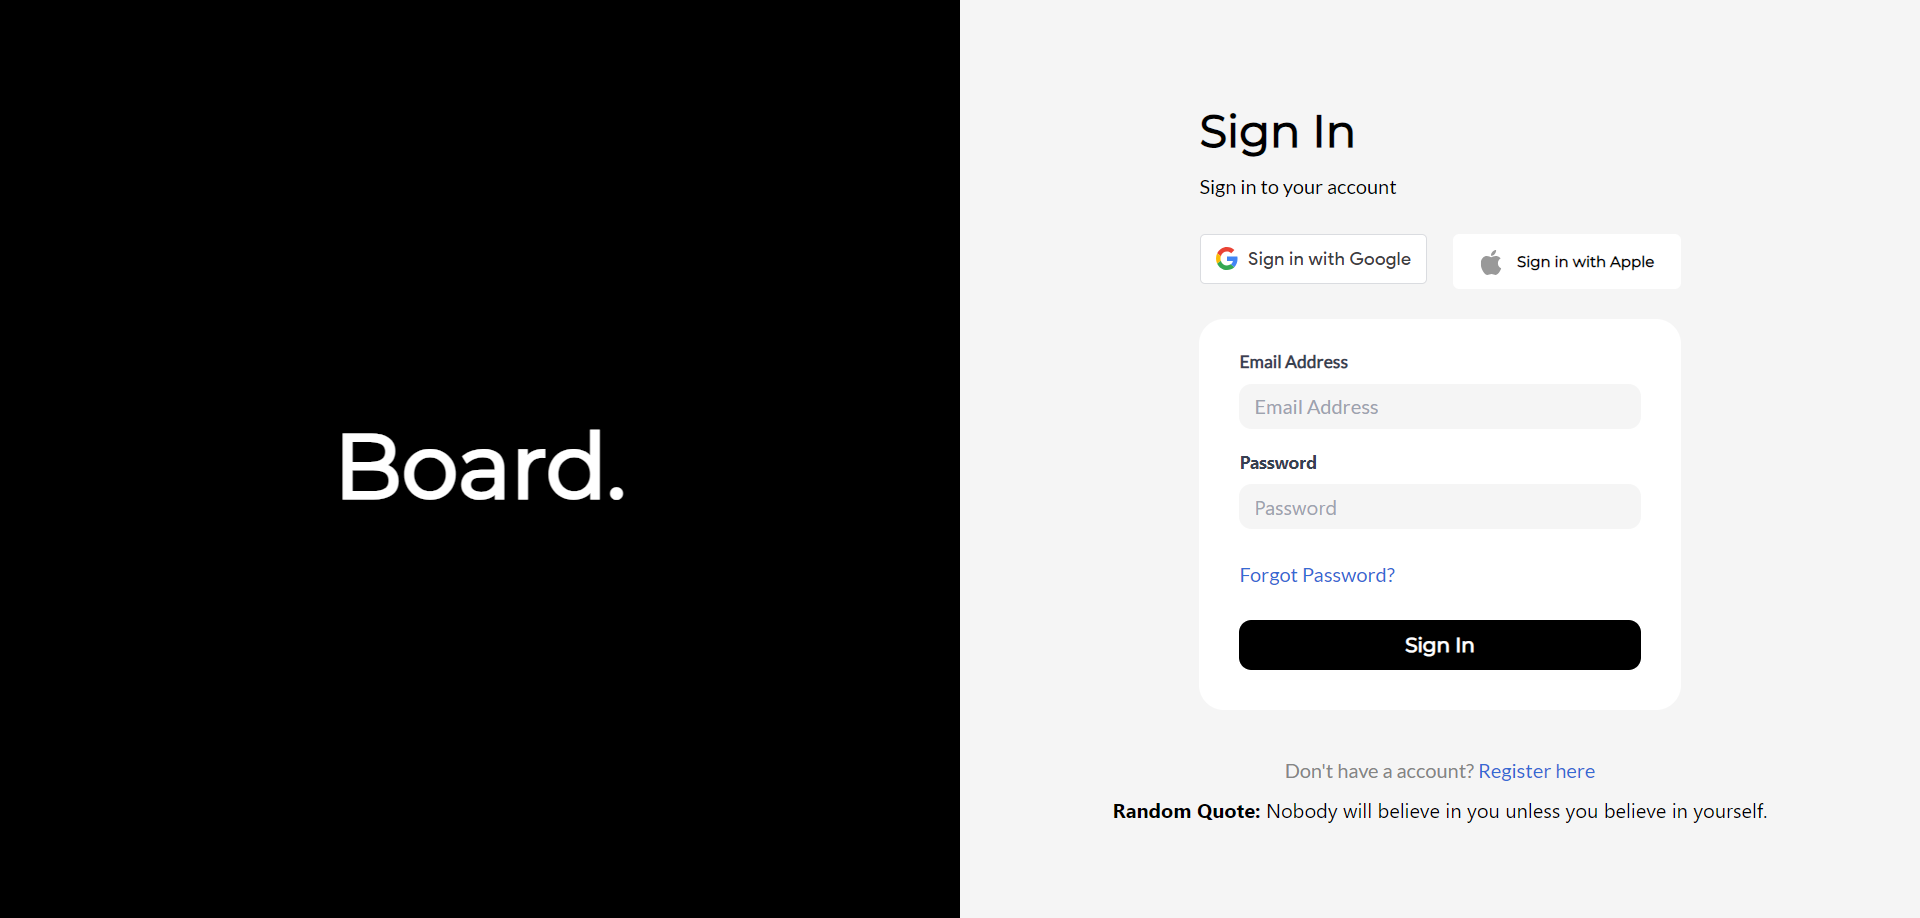 Board.
Sign In
Sign in to your account
Sign in with Google
Sign in with Apple
Email Address
Email Address
Password
Password
Forgot Password?
Sign In
Don't have a account? Register here
Random Quote: Nobody will believe in you unless you believe in yourself.